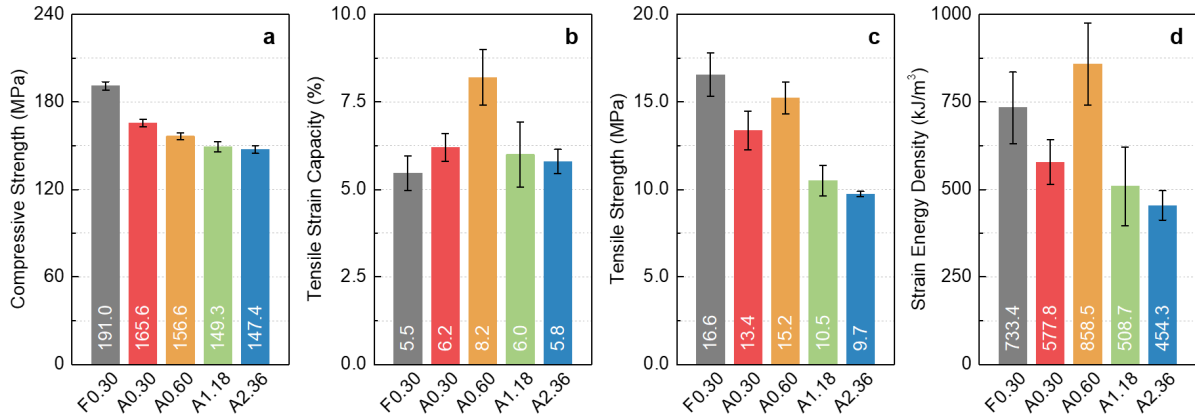 a
Compressive Strength (MPa)
240
180
120
60
0
191.0
165.6
156.6
149.3
147.4
F0.30
A0.30
A0.60
A1.18
A2.36
b
Tensile Strain Capacity (%)
10.0
7.5
5.0
2.5
0.0
5.5
6.2
8.2
6.0
5.8
F0.30
A0.30
A0.60
A1.18
A2.36
c
Tensile Strength (MPa)
20.0
15.0
10.0
5.0
0.0
16.6
13.4
15.2
10.5
9.7
F0.30
A0.30
A0.60
A1.18
A2.36
d
Strain Energy Density (kJ/m³)
1000
750
500
250
0
733.4
577.8
858.5
508.7
454.3
F0.30
A0.30
A0.60
A1.18
A2.36